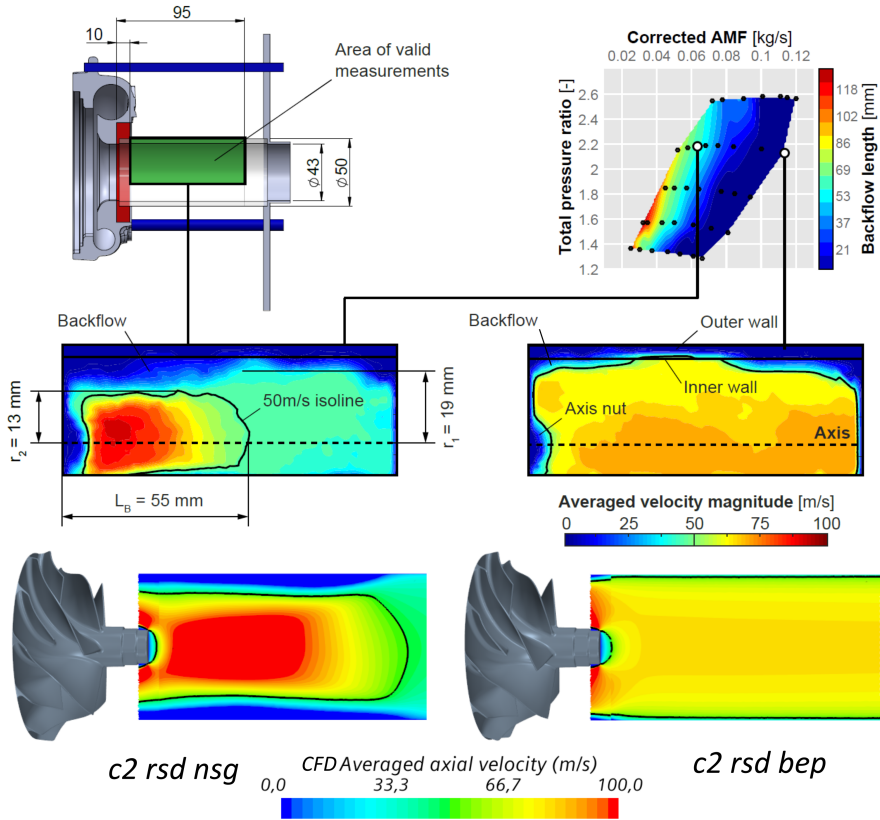 95
10
Area of valid
measurements
⌀43
⌀50
Corrected AMF [kg/s]
0.02 0.04 0.06 0.08 0.1 0.12
Total pressure ratio [-]
2.6
2.4
2.2
2.0
1.8
1.6
1.4
1.2
118
102
86
69
53
37
21
Backflow length [mm]
Backflow
50m/s isoline
r₂ = 13 mm
r₁ = 19 mm
L_B = 55 mm
Backflow
Outer wall
Inner wall
Axis nut
Axis
Averaged velocity magnitude [m/s]
0 25 50 75 100
c2 rsd nsg
c2 rsd bep
CFD Averaged axial velocity (m/s)
0,0 33,3 66,7 100,0